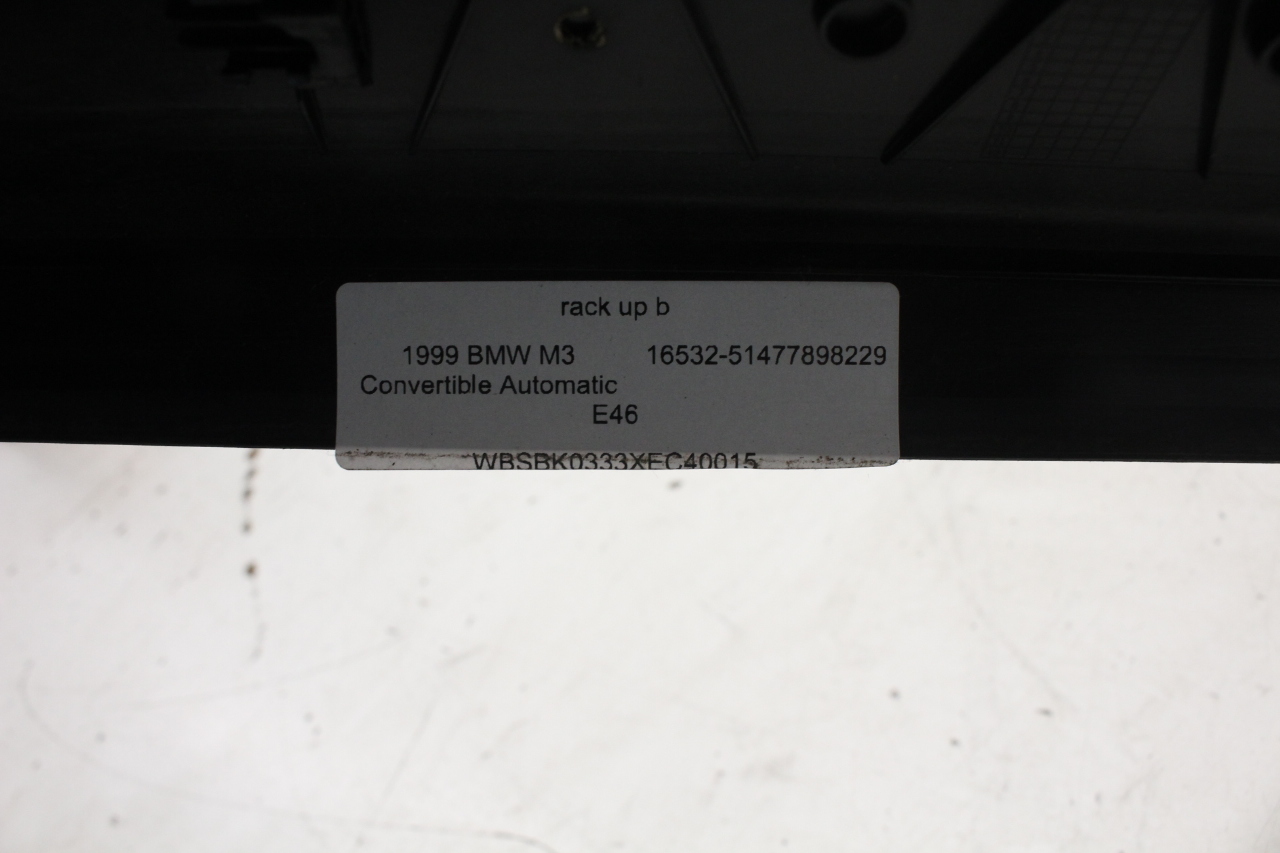 rack up b
1999 BMW M3 16532-51477898229
Convertible Automatic
E46
WBSBK0333XEC40015